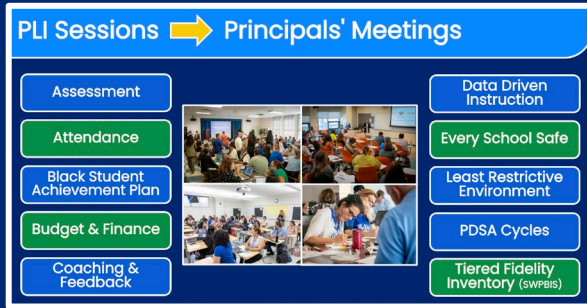 PLI Sessions Principals' Meetings
Assessment
Attendance
Black Student
Achievement Plan
Budget & Finance
Coaching &
Feedback
Data Driven
Instruction
Every School Safe
Least Restrictive
Environment
PDSA Cycles
Tiered Fidelity
Inventory (SWPBIS)